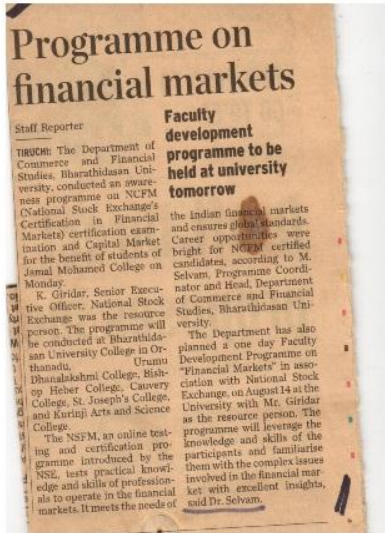 Programme on
financial markets
Staff Reporter
TIRUCHI: The Department of
Commerce and Financial
Studies, Bharathidasan Uni-
versity, conducted an aware-
ness programme on NCFM
(National Stock Exchange's
Certification in Financial
Markets) certification exam-
ination and Capital Market
for the benefit of students of
Jamal Mohamed College on
Monday.
K. Giridar, Senior Execu-
tive Officer, National Stock
Exchange was the resource
person. The programme will
be conducted at Bharathida-
san University College in Or-
thanadu, Urumu
Dhanalakshmi College, Bish-
op Heber College, Cauvery
College, St. Joseph's College,
and Kurinji Arts and Science
College.
The NSFM, an online test-
ing and certification pro-
gramme introduced by the
NSE, tests practical knowl-
edge and skills of profession-
als to operate in the financial
markets. It meets the needs of
Faculty
development
programme to be
held at university
tomorrow
the Indian financial markets
and ensures global standards.
Career opportunities were
bright for NCFM certified
candidates, according to M.
Selvam, Programme Coordi-
nator and Head, Department
of Commerce and Financial
Studies, Bharathidasan Uni-
versity.
The Department has also
planned a one day Faculty
Development Programme on
"Financial Markets" in asso-
ciation with National Stock
Exchange, on August 14 at the
University with Mr. Giridar
as the resource person. The
programme will leverage the
knowledge and skills of the
participants and familiarise
them with the complex issues
involved in the financial mar-
ket with excellent insights,
said Dr. Selvam.